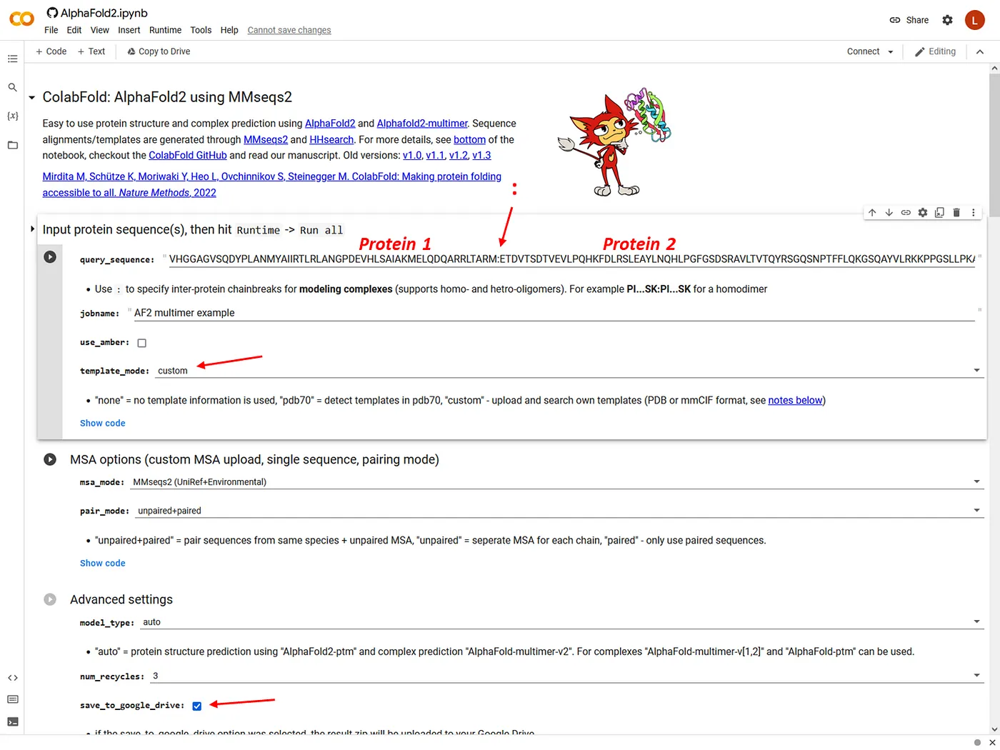 AlphaFold2.ipynb
File Edit View Insert Runtime Tools Help Cannot save changes
Share
L
+ Code + Text Copy to Drive
Connect
Editing
ColabFold: AlphaFold2 using MMseqs2
Easy to use protein structure and complex prediction using AlphaFold2 and Alphafold2-multimer. Sequence
alignments/templates are generated through MMseqs2 and HHsearch. For more details, see bottom of the
notebook, checkout the ColabFold GitHub and read our manuscript. Old versions: v1.0, v1.1, v1.2, v1.3
Mirdita M, Schütze K, Moriwaki Y, Heo L, Ovchinnikov S, Steinegger M. ColabFold: Making protein folding
accessible to all. Nature Methods, 2022
:
Input protein sequence(s), then hit Runtime -> Run all
Protein 1
Protein 2
query_sequence: "VHGGAGVSQDYPLANMYAIIRTLRLANGPDEVHLSAIAKMELQDQARRLTARM:ETDVTSDTVEVLPQHKFDLRSLEAYLNQHLPGFGSDSRAVLTVTQYRSGQSNPTFFLQKGSQAYVLRKKPPGSLLPKA"
• Use : to specify inter-protein chainbreaks for modeling complexes (supports homo- and hetro-oligomers). For example PI...SK:PI...SK for a homodimer
jobname: "AF2 multimer example"
use_amber:
template_mode: custom
• "none" = no template information is used, "pdb70" = detect templates in pdb70, "custom" - upload and search own templates (PDB or mmCIF format, see notes below)
Show code
MSA options (custom MSA upload, single sequence, pairing mode)
msa_mode: MMseqs2 (UniRef+Environmental)
pair_mode: unpaired+paired
• "unpaired+paired" = pair sequences from same species + unpaired MSA, "unpaired" = seperate MSA for each chain, "paired" - only use paired sequences.
Show code
Advanced settings
model_type: auto
• "auto" = protein structure prediction using "AlphaFold2-ptm" and complex prediction "AlphaFold-multimer-v2". For complexes "AlphaFold-multimer-v[1,2]" and "AlphaFold-ptm" can be used.
num_recycles: 3
save_to_google_drive:
• if the save_to_google_drive option was selected, the result zip will be uploaded to your Google Drive